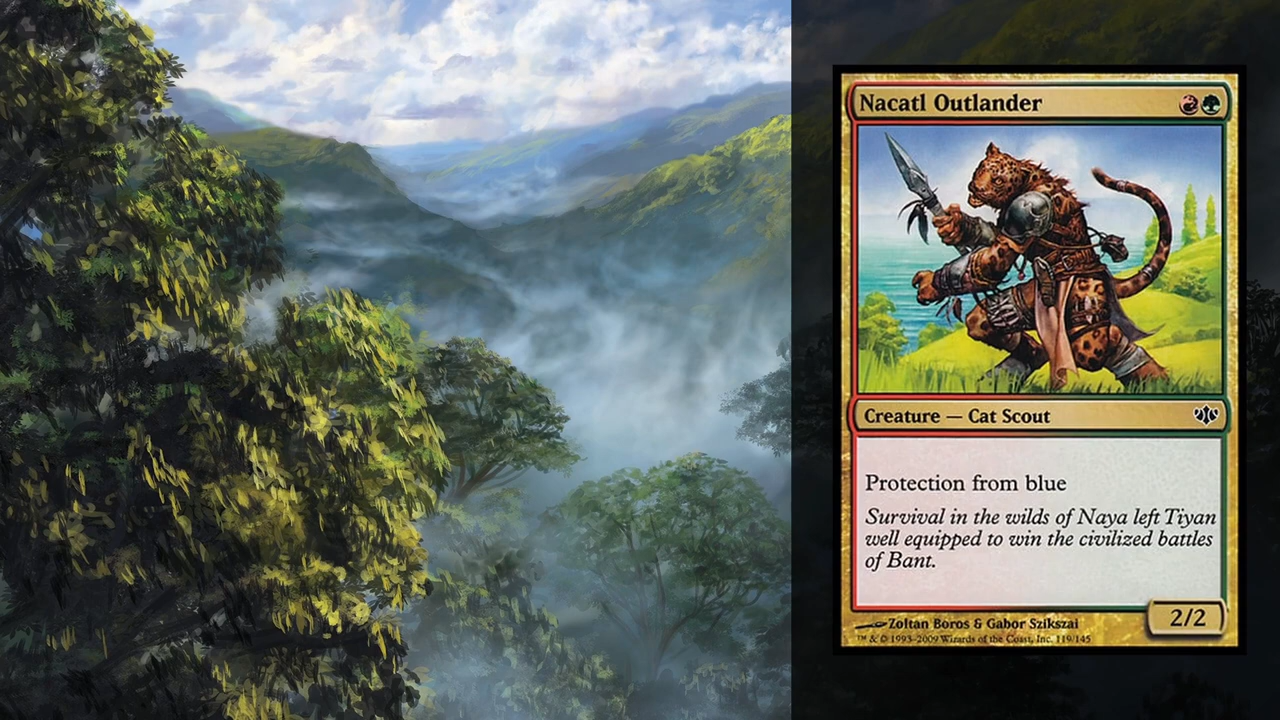 Nacatl Outlander
Creature — Cat Scout
Protection from blue
Survival in the wilds of Naya left Tiyan
well equipped to win the civilized battles
of Bant.
2/2
Zoltan Boros & Gabor Szikszai
™ & © 1993–2009 Wizards of the Coast, Inc. 119/145